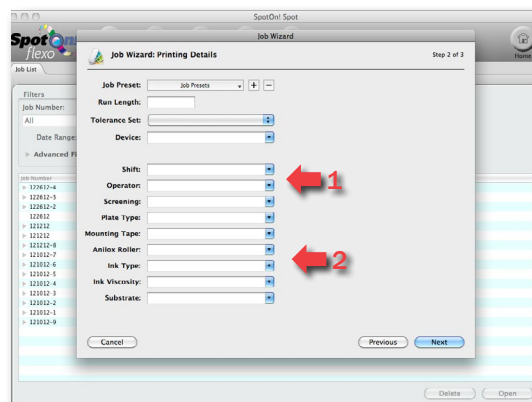 SpotOn! Spot
Job Wizard
SpotOn!
flexo
Home
Job Wizard: Printing Details
Step 2 of 3
Job List
Filters
Job Number:
All
Date Range:
Advanced Fi
Job Preset: Job Presets + −
Run Length:
Tolerance Set:
Device:
Shift:
1
Operator:
Screening:
Plate Type:
Mounting Tape:
Anilox Roller:
2
Ink Type:
Ink Viscosity:
Substrate:
Job Number
122612-4
122612-3
122612-2
122612
121212
121212
121212-8
121012-7
121012-6
121012-5
121012-4
121012-3
121012-2
121012-1
121012-9
Cancel
Previous
Next
Delete
Open